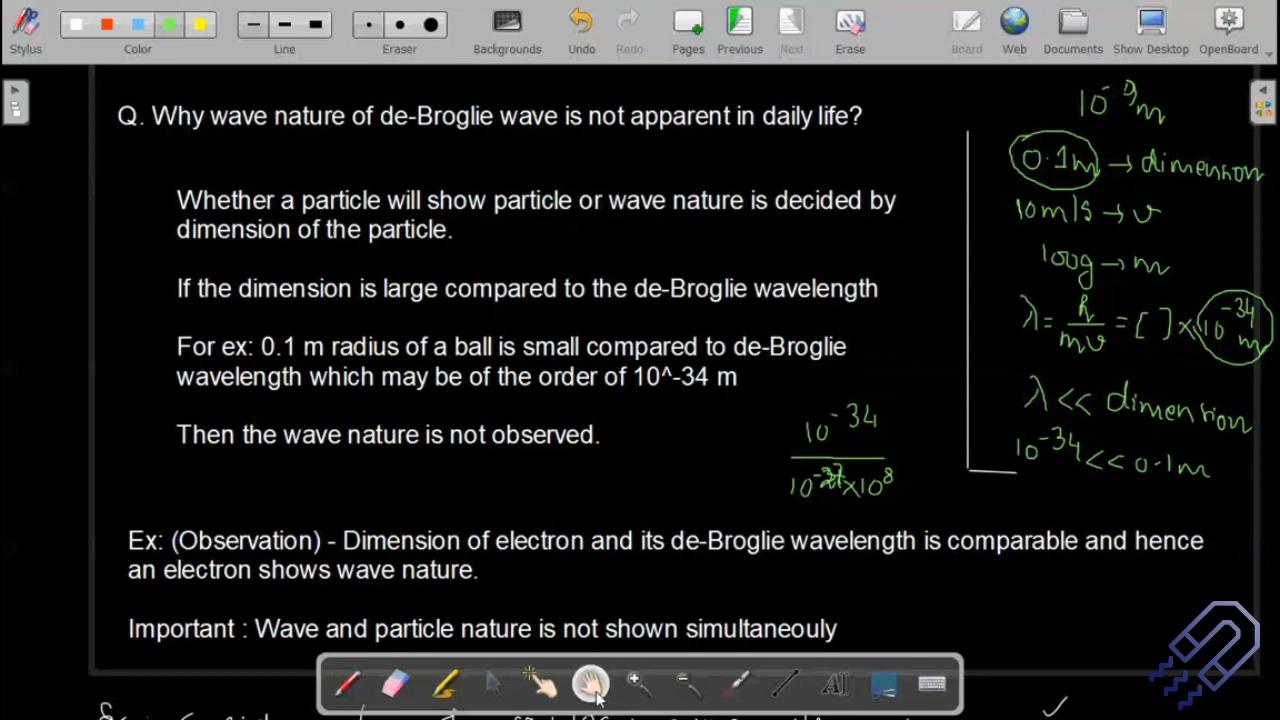 Stylus Color Line Eraser Backgrounds Undo Redo Pages Previous Next Erase Board Web Documents Show Desktop OpenBoard
Q. Why wave nature of de-Broglie wave is not apparent in daily life?
Whether a particle will show particle or wave nature is decided by
dimension of the particle.
If the dimension is large compared to the de-Broglie wavelength
For ex: 0.1 m radius of a ball is small compared to de-Broglie
wavelength which may be of the order of 10^-34 m
Then the wave nature is not observed.
10⁻³⁴
10⁻²⁷×10⁸
10⁻⁹m
0.1m → dimension
10m/s → v
100g → m
λ = h/mv = [ ] × 10⁻³⁴ m
λ << dimension
10⁻³⁴ << 0.1m
Ex: (Observation) - Dimension of electron and its de-Broglie wavelength is comparable and hence
an electron shows wave nature.
Important : Wave and particle nature is not shown simultaneouly
AI